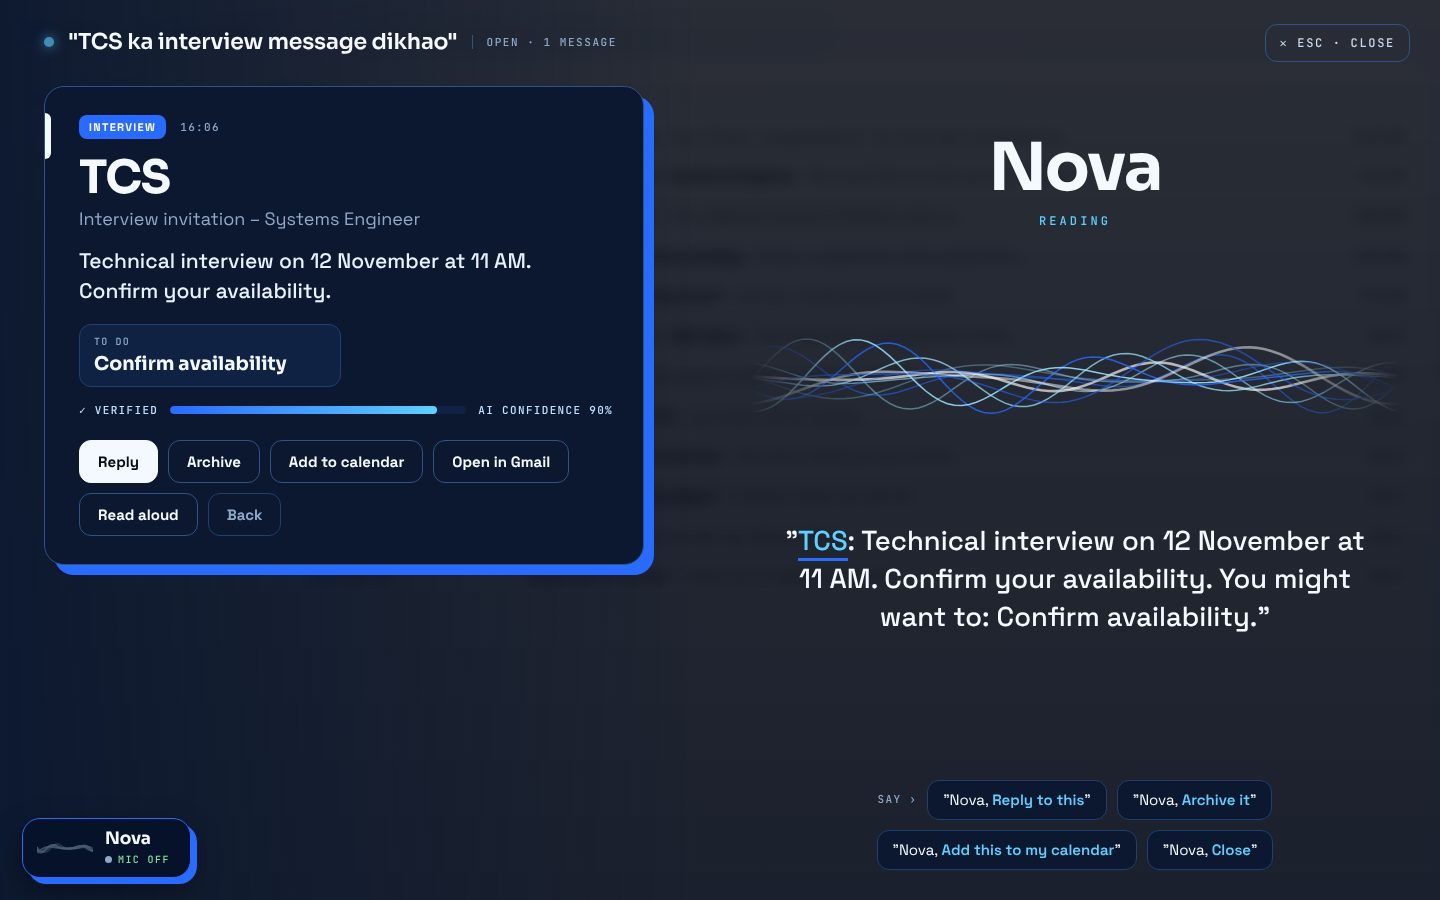 "TCS ka interview message dikhao"
OPEN · 1 MESSAGE
× ESC · CLOSE
INTERVIEW
16:06
TCS
Interview invitation – Systems Engineer
Technical interview on 12 November at 11 AM.
Confirm your availability.
TO DO
Confirm availability
✓ VERIFIED
AI CONFIDENCE 90%
Reply
Archive
Add to calendar
Open in Gmail
Read aloud
Back
Nova
READING
"TCS: Technical interview on 12 November at
11 AM. Confirm your availability. You might
want to: Confirm availability."
SAY ›
"Nova, Reply to this"
"Nova, Archive it"
"Nova, Add this to my calendar"
"Nova, Close"
Nova
MIC OFF